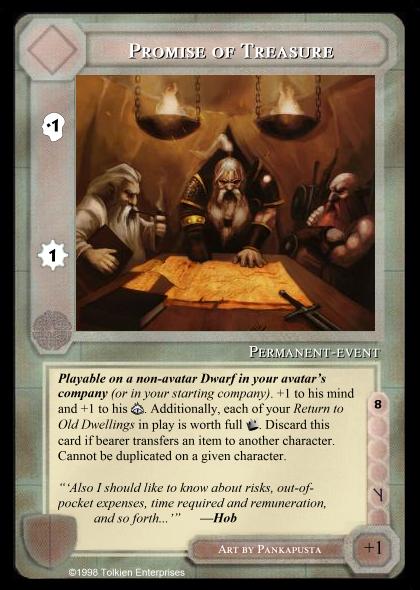 Promise of Treasure
-1
1
Permanent-event
Playable on a non-avatar Dwarf in your avatar's
company (or in your starting company). +1 to his mind
and +1 to his . Additionally, each of your Return to
Old Dwellings in play is worth full . Discard this
card if bearer transfers an item to another character.
Cannot be duplicated on a given character.
8
"'Also I should like to know about risks, out-of-
pocket expenses, time required and remuneration,
and so forth...'" —Hob
Art by Pankapusta
+1
©1998 Tolkien Enterprises